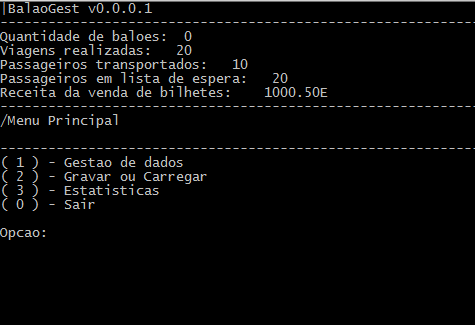 |BalaoGest v0.0.0.1
--------------------------------------------------------
Quantidade de baloes:  0
Viagens realizadas:   20
Passageiros transportados:   10
Passageiros em lista de espera:   20
Receita da venda de bilhetes:    1000.50E
--------------------------------------------------------
/Menu Principal
--------------------------------------------------------
( 1 ) - Gestao de dados
( 2 ) - Gravar ou Carregar
( 3 ) - Estatisticas
( 0 ) - Sair
Opcao: